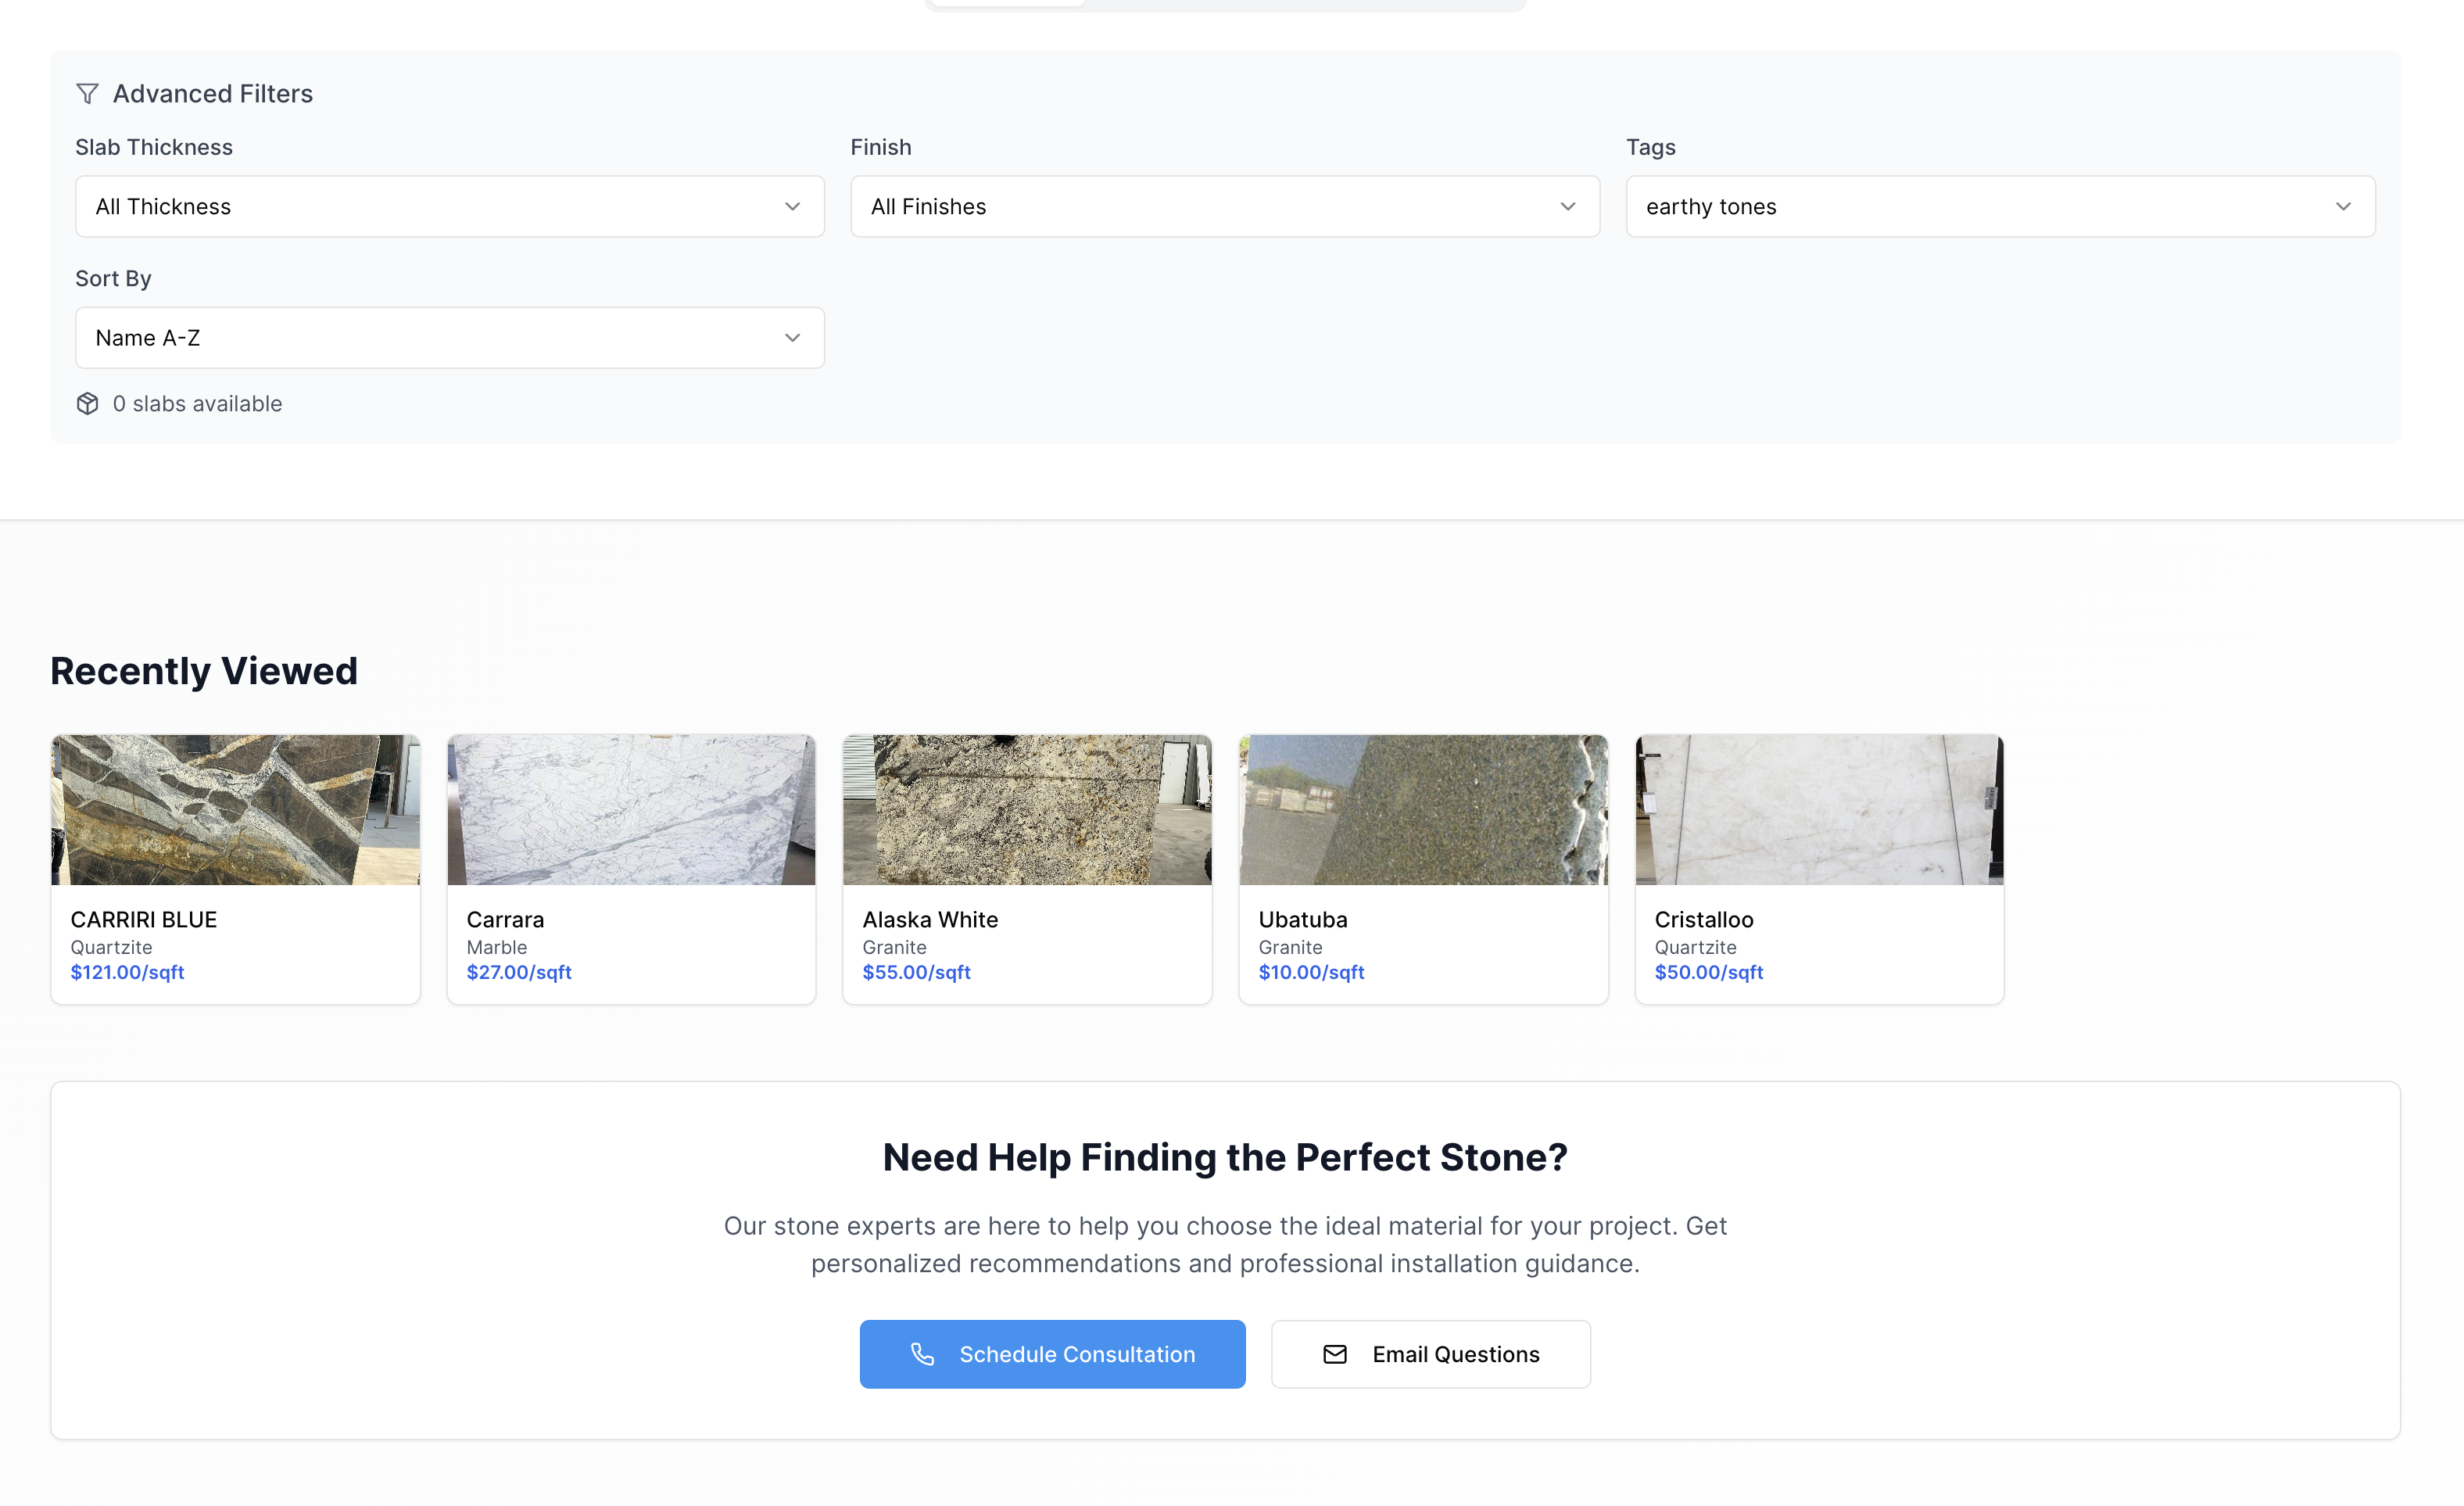 Advanced Filters
Slab Thickness
Finish
Tags
All Thickness
All Finishes
earthy tones
Sort By
Name A-Z
0 slabs available
Recently Viewed
CARRIRI BLUE
Quartzite
$121.00/sqft
Carrara
Marble
$27.00/sqft
Alaska White
Granite
$55.00/sqft
Ubatuba
Granite
$10.00/sqft
Cristalloo
Quartzite
$50.00/sqft
Need Help Finding the Perfect Stone?
Our stone experts are here to help you choose the ideal material for your project. Get
personalized recommendations and professional installation guidance.
Schedule Consultation
Email Questions